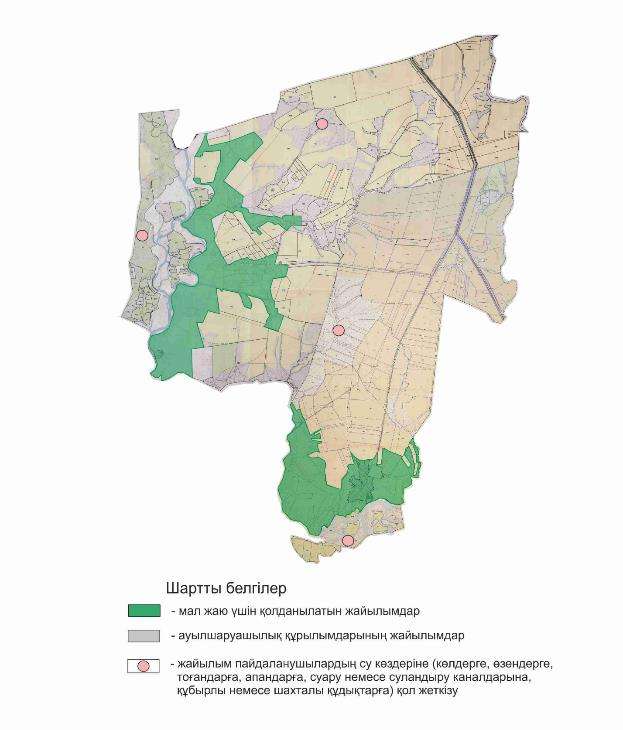 Шартты белгілер
- мал жаю үшін қолданылатын жайылымдар
- ауылшаруашылық құрылымдарының жайылымдар
- жайылым пайдаланушылардың су көздеріне (көлдерге, өзендерге,
тоғандарға, апандарға, суару немесе суландыру каналдарына,
құбырлы немесе шахталы құдықтарға) қол жеткізу